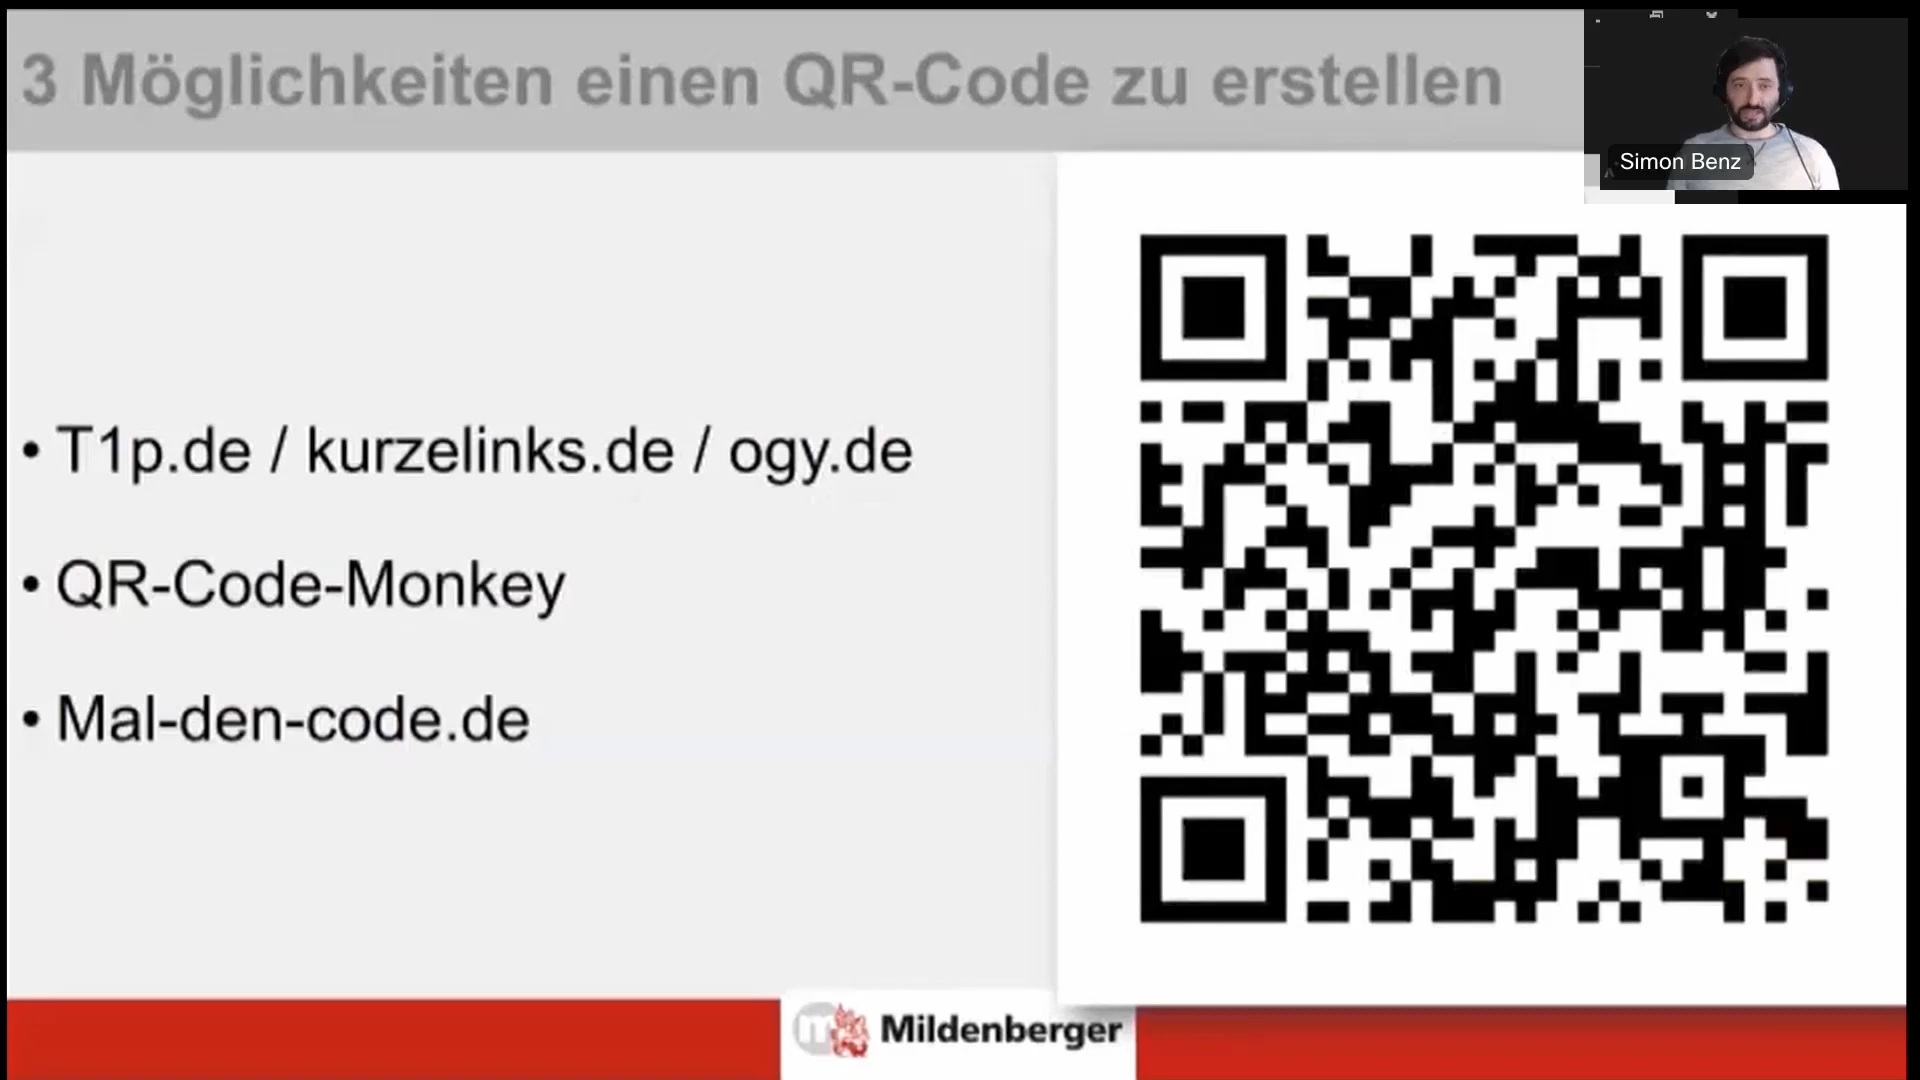 3 Möglichkeiten einen QR-Code zu erstellen
Simon Benz
• T1p.de / kurzelinks.de / ogy.de
• QR-Code-Monkey
• Mal-den-code.de
m Mildenberger